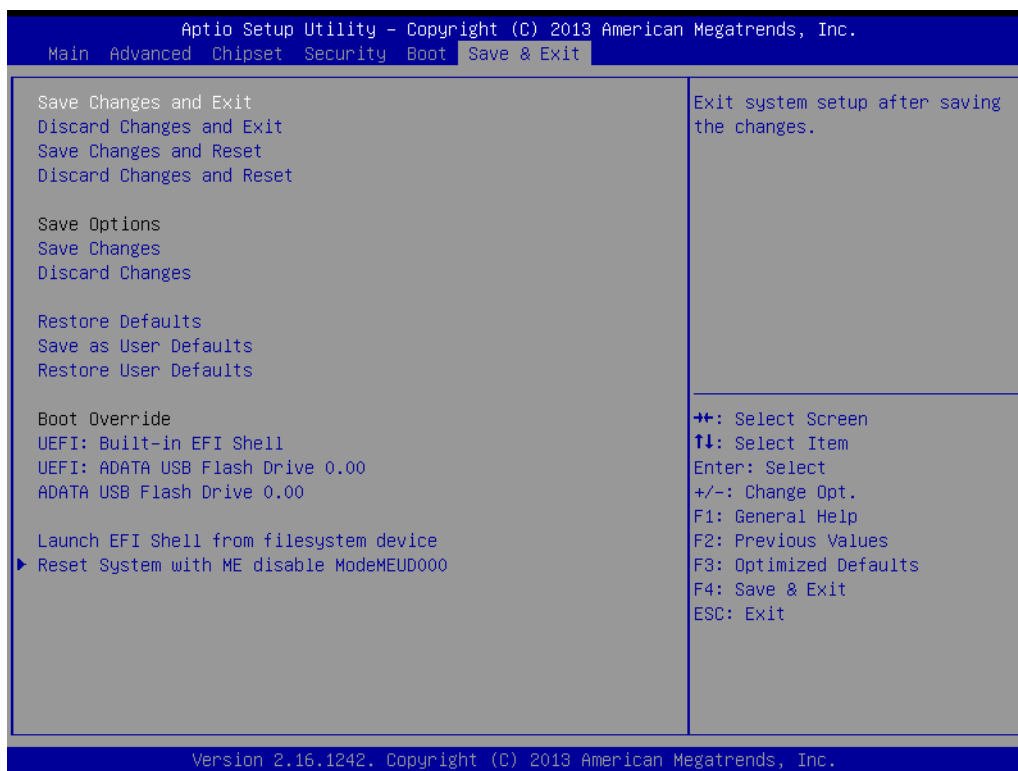 Aptio Setup Utility – Copyright (C) 2013 American Megatrends, Inc.
Main Advanced Chipset Security Boot Save & Exit
Save Changes and Exit
Discard Changes and Exit
Save Changes and Reset
Discard Changes and Reset
Save Options
Save Changes
Discard Changes
Restore Defaults
Save as User Defaults
Restore User Defaults
Boot Override
UEFI: Built-in EFI Shell
UEFI: ADATA USB Flash Drive 0.00
ADATA USB Flash Drive 0.00
Launch EFI Shell from filesystem device
▶ Reset System with ME disable ModeMEUD000
Exit system setup after saving
the changes.
→←: Select Screen
↑↓: Select Item
Enter: Select
+/-: Change Opt.
F1: General Help
F2: Previous Values
F3: Optimized Defaults
F4: Save & Exit
ESC: Exit
Version 2.16.1242. Copyright (C) 2013 American Megatrends, Inc.